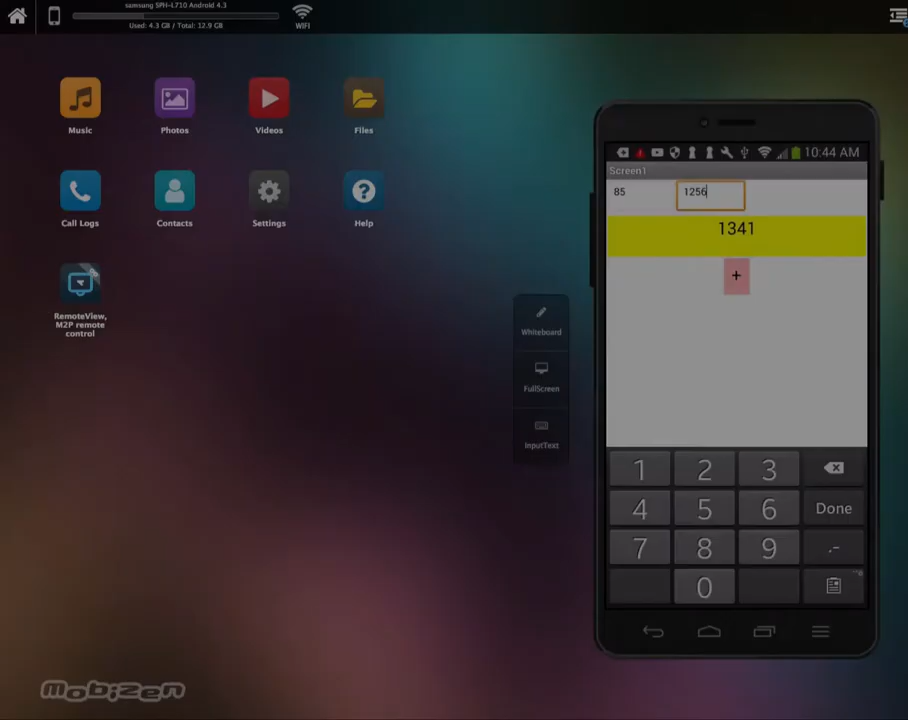 samsung SPH-L710 Android 4.3
Used: 4.3 GB / Total: 12.9 GB
WIFI
Music
Photos
Videos
Files
Call Logs
Contacts
Settings
Help
RemoteView,
M2P remote
control
Whiteboard
FullScreen
InputText
10:44 AM
Screen1
85
1256
1341
+
1 2 3
4 5 6 Done
7 8 9 .-
0
mobizen